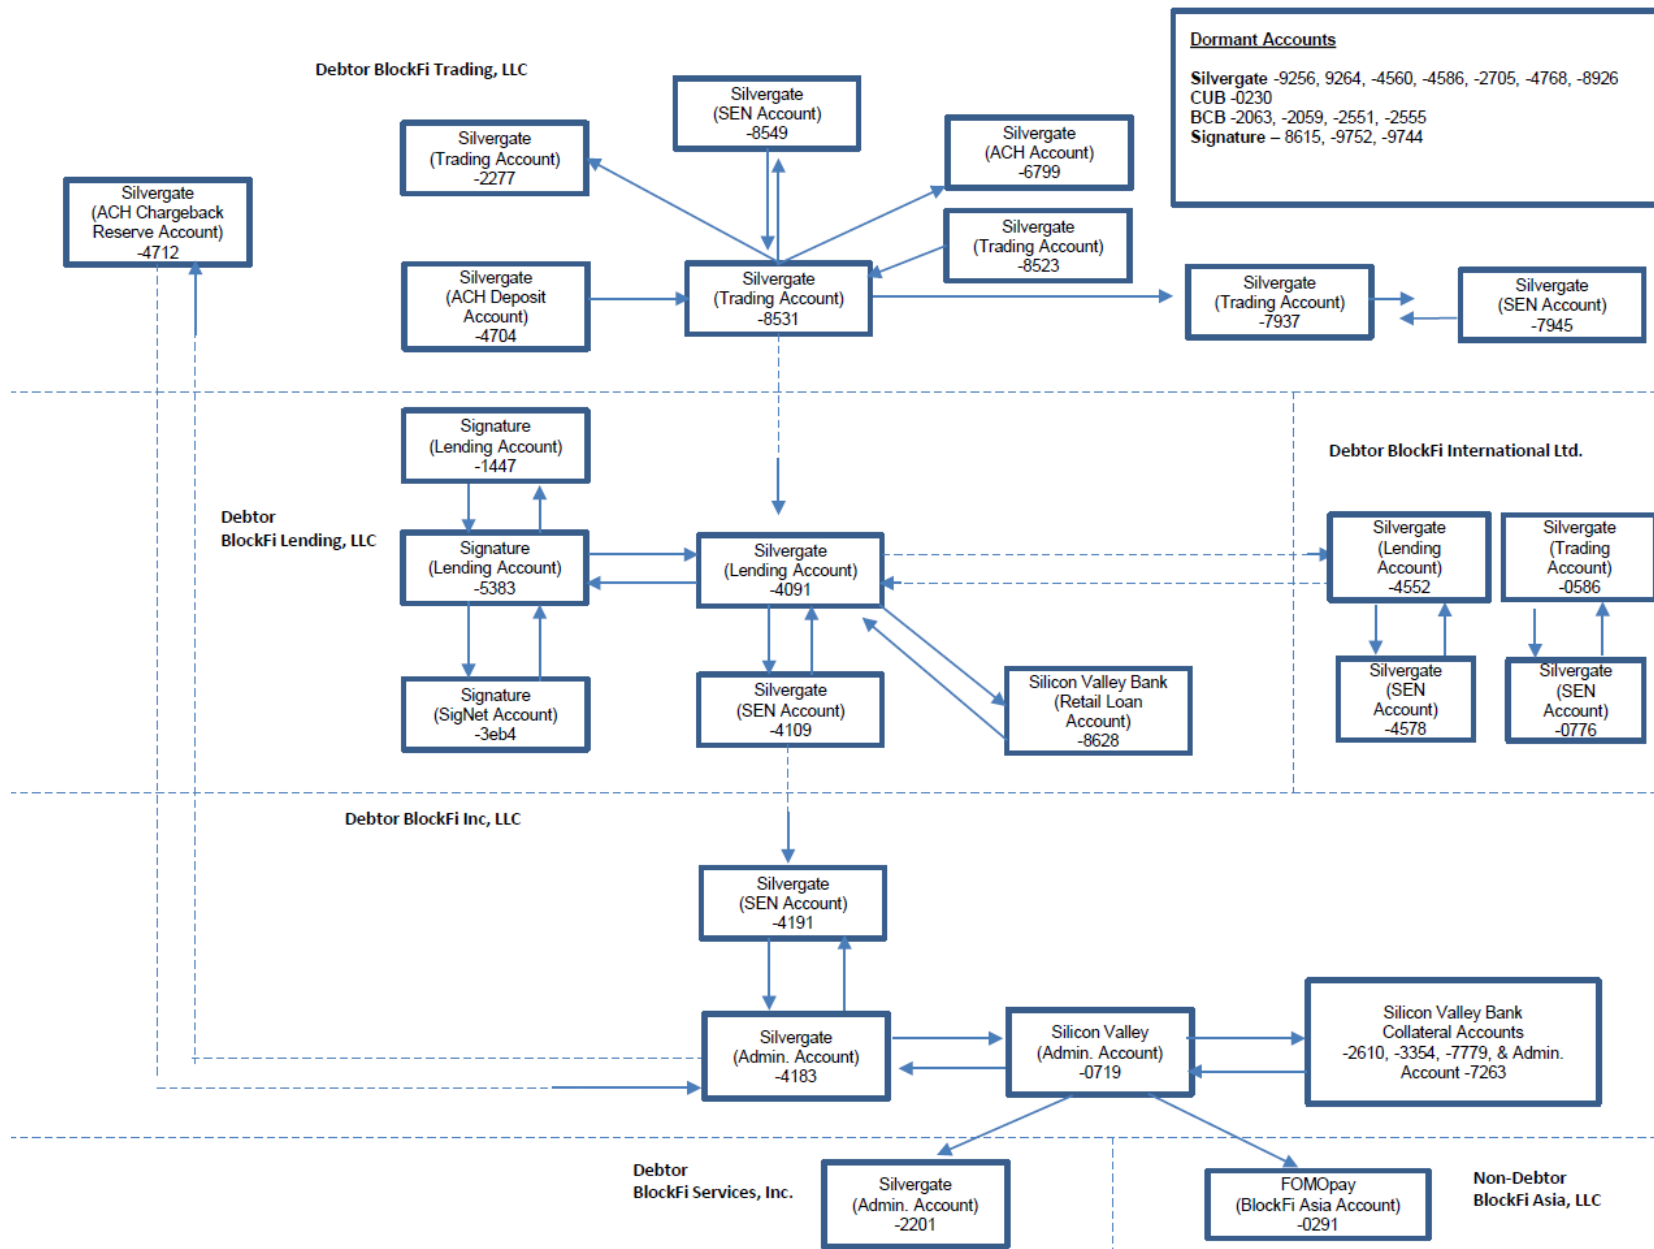 Debtor BlockFi Trading, LLC
Dormant Accounts
Silvergate -9256, 9264, -4560, -4586, -2705, -4768, -8926
CUB -0230
BCB -2063, -2059, -2551, -2555
Signature – 8615, -9752, -9744
Silvergate
(SEN Account)
-8549
Silvergate
(Trading Account)
-2277
Silvergate
(ACH Account)
-6799
Silvergate
(ACH Chargeback
Reserve Account)
-4712
Silvergate
(Trading Account)
-8523
Silvergate
(ACH Deposit
Account)
-4704
Silvergate
(Trading Account)
-8531
Silvergate
(Trading Account)
-7937
Silvergate
(SEN Account)
-7945
Signature
(Lending Account)
-1447
Debtor BlockFi International Ltd.
Debtor
BlockFi Lending, LLC
Signature
(Lending Account)
-5383
Silvergate
(Lending Account)
-4091
Silvergate
(Lending
Account)
-4552
Silvergate
(Trading
Account)
-0586
Signature
(SigNet Account)
-3eb4
Silvergate
(SEN Account)
-4109
Silicon Valley Bank
(Retail Loan
Account)
-8628
Silvergate
(SEN
Account)
-4578
Silvergate
(SEN
Account)
-0776
Debtor BlockFi Inc, LLC
Silvergate
(SEN Account)
-4191
Silvergate
(Admin. Account)
-4183
Silicon Valley
(Admin. Account)
-0719
Silicon Valley Bank
Collateral Accounts
-2610, -3354, -7779, & Admin.
Account -7263
Debtor
BlockFi Services, Inc.
Silvergate
(Admin. Account)
-2201
FOMOpay
(BlockFi Asia Account)
-0291
Non-Debtor
BlockFi Asia, LLC